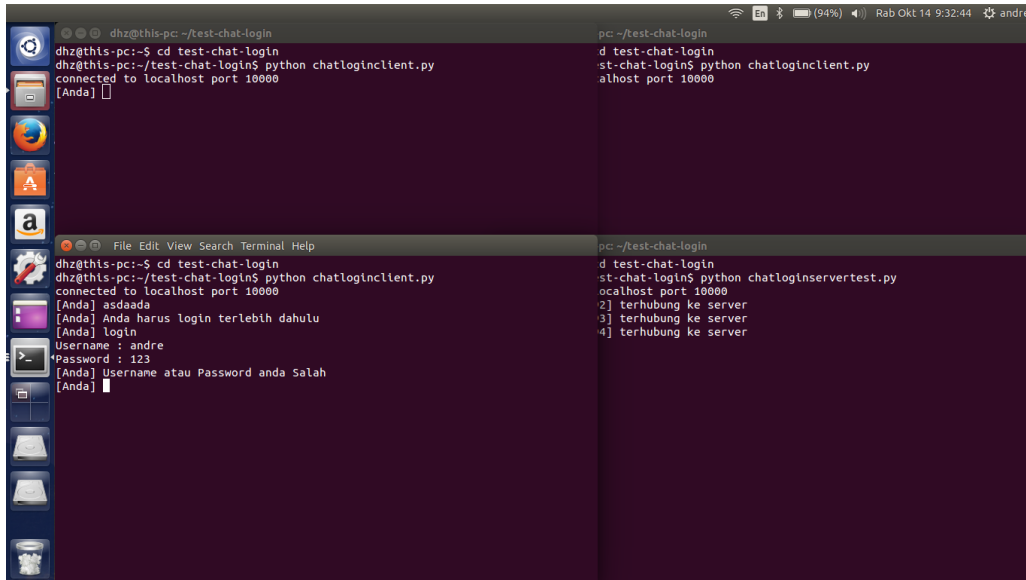 En (94%) Rab Okt 14 9:32:44 andre
dhz@this-pc: ~/test-chat-login
dhz@this-pc:~$ cd test-chat-login
dhz@this-pc:~/test-chat-login$ python chatloginclient.py
connected to localhost port 10000
[Anda]
pc: ~/test-chat-login
d test-chat-login
st-chat-login$ python chatloginclient.py
alhost port 10000
File Edit View Search Terminal Help
dhz@this-pc:~$ cd test-chat-login
dhz@this-pc:~/test-chat-login$ python chatloginclient.py
connected to localhost port 10000
[Anda] asdaada
[Anda] Anda harus login terlebih dahulu
[Anda] login
Username : andre
Password : 123
[Anda] Username atau Password anda Salah
[Anda]
pc: ~/test-chat-login
d test-chat-login
st-chat-login$ python chatloginservertest.py
ocalhost port 10000
2] terhubung ke server
3] terhubung ke server
4] terhubung ke server
a